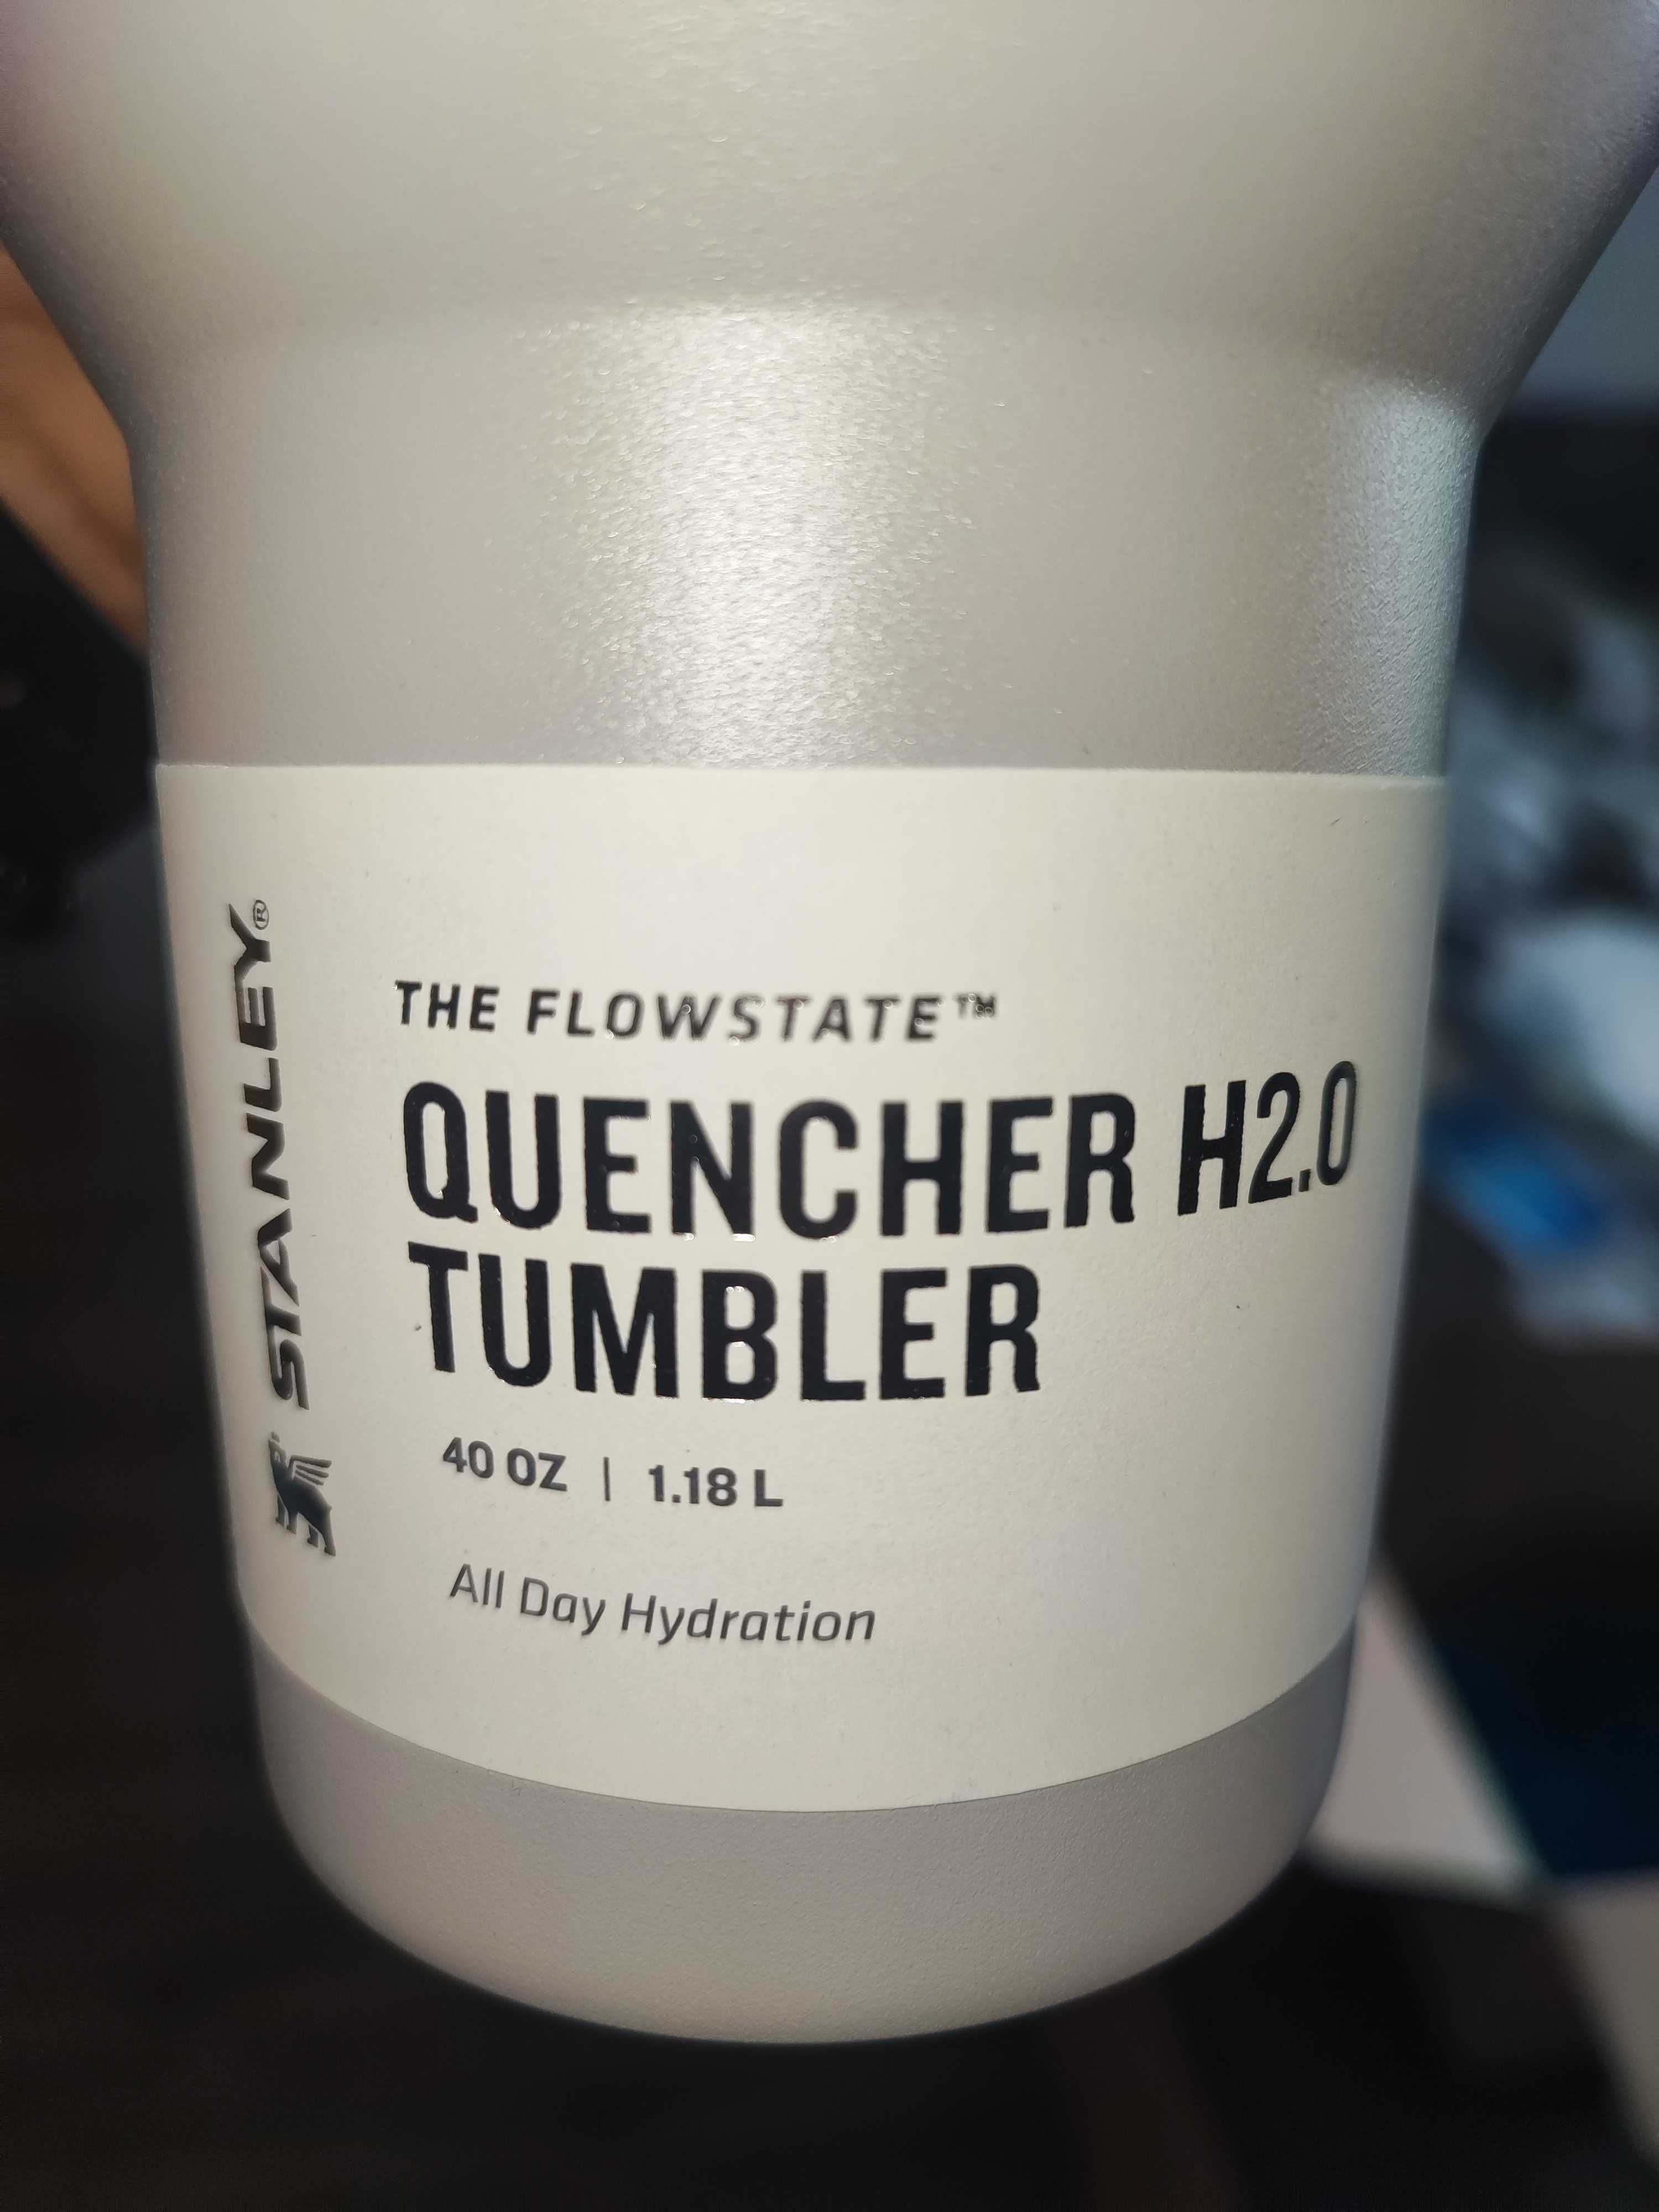 STANLEY®
THE FLOWSTATE™
QUENCHER H2.0
TUMBLER
40 OZ | 1.18 L
All Day Hydration